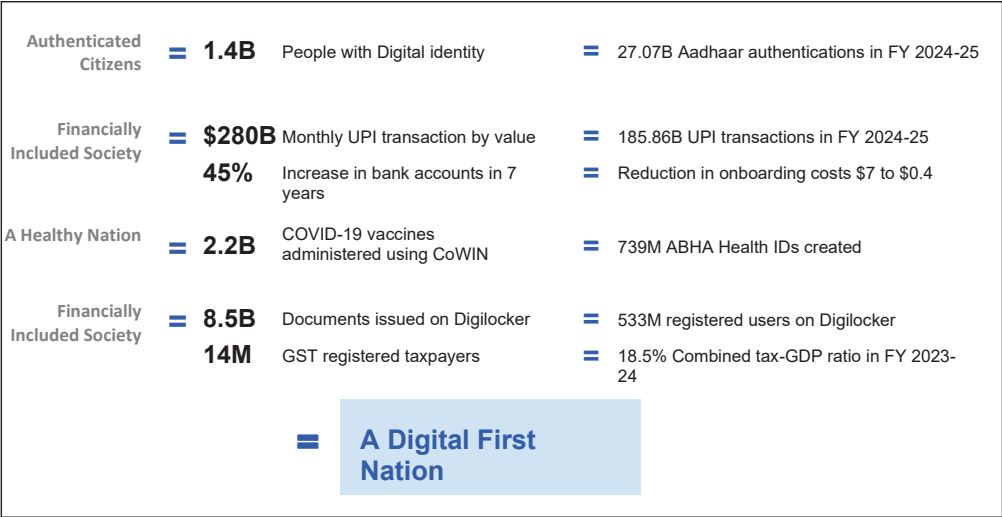 Authenticated
Citizens
= 1.4B People with Digital identity = 27.07B Aadhaar authentications in FY 2024-25
Financially
Included Society
= $280B Monthly UPI transaction by value = 185.86B UPI transactions in FY 2024-25
45% Increase in bank accounts in 7
years
= Reduction in onboarding costs $7 to $0.4
A Healthy Nation
= 2.2B COVID-19 vaccines
administered using CoWIN
= 739M ABHA Health IDs created
Financially
Included Society
= 8.5B Documents issued on Digilocker = 533M registered users on Digilocker
14M GST registered taxpayers = 18.5% Combined tax-GDP ratio in FY 2023-
24
= A Digital First
Nation